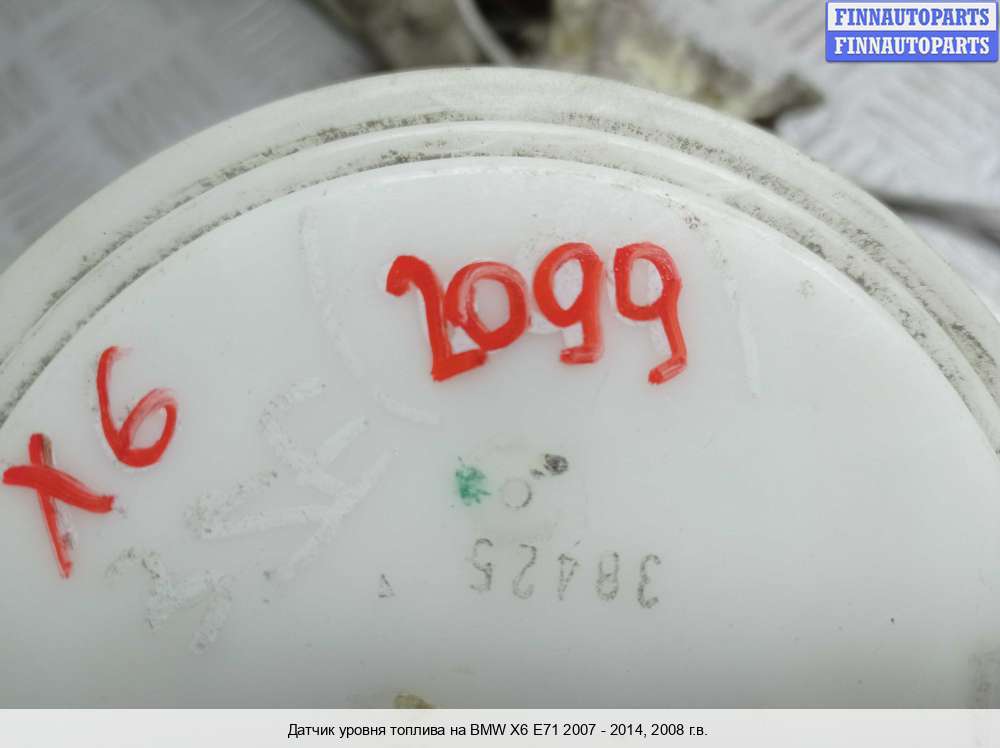 FINNAUTOPARTS
FINNAUTOPARTS
2099
X6
38425
Датчик уровня топлива на BMW X6 E71 2007 - 2014, 2008 г.в.